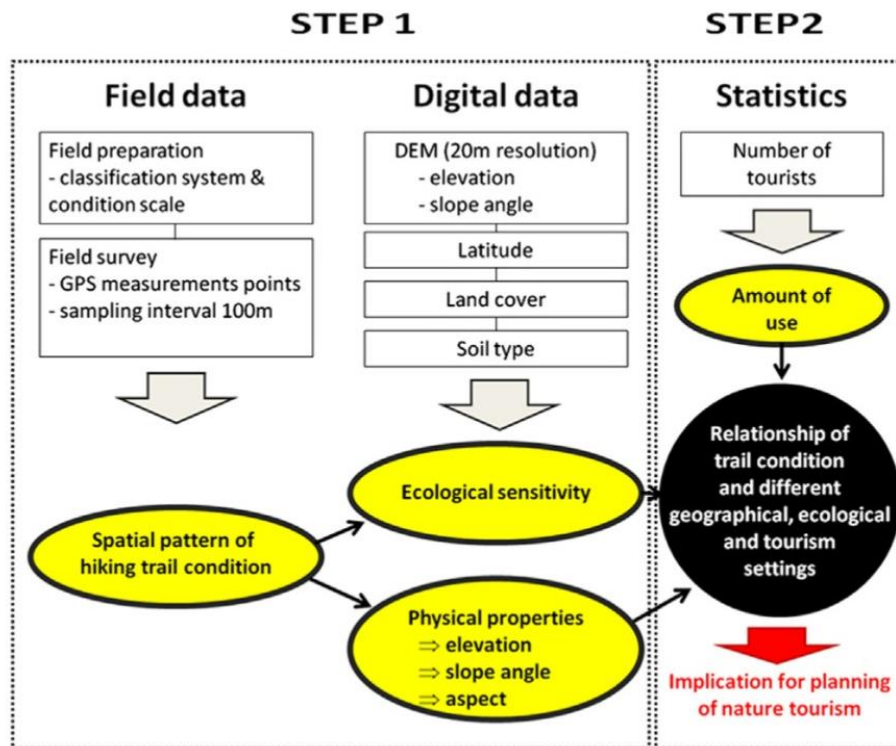 STEP 1
STEP2
Field data
Field preparation
- classification system &
condition scale
Field survey
- GPS measurements points
- sampling interval 100m
Spatial pattern of
hiking trail condition
Digital data
DEM (20m resolution)
- elevation
- slope angle
Latitude
Land cover
Soil type
Ecological sensitivity
Physical properties
⇒ elevation
⇒ slope angle
⇒ aspect
Statistics
Number of
tourists
Amount of
use
Relationship of
trail condition
and different
geographical, ecological
and tourism
settings
Implication for planning
of nature tourism